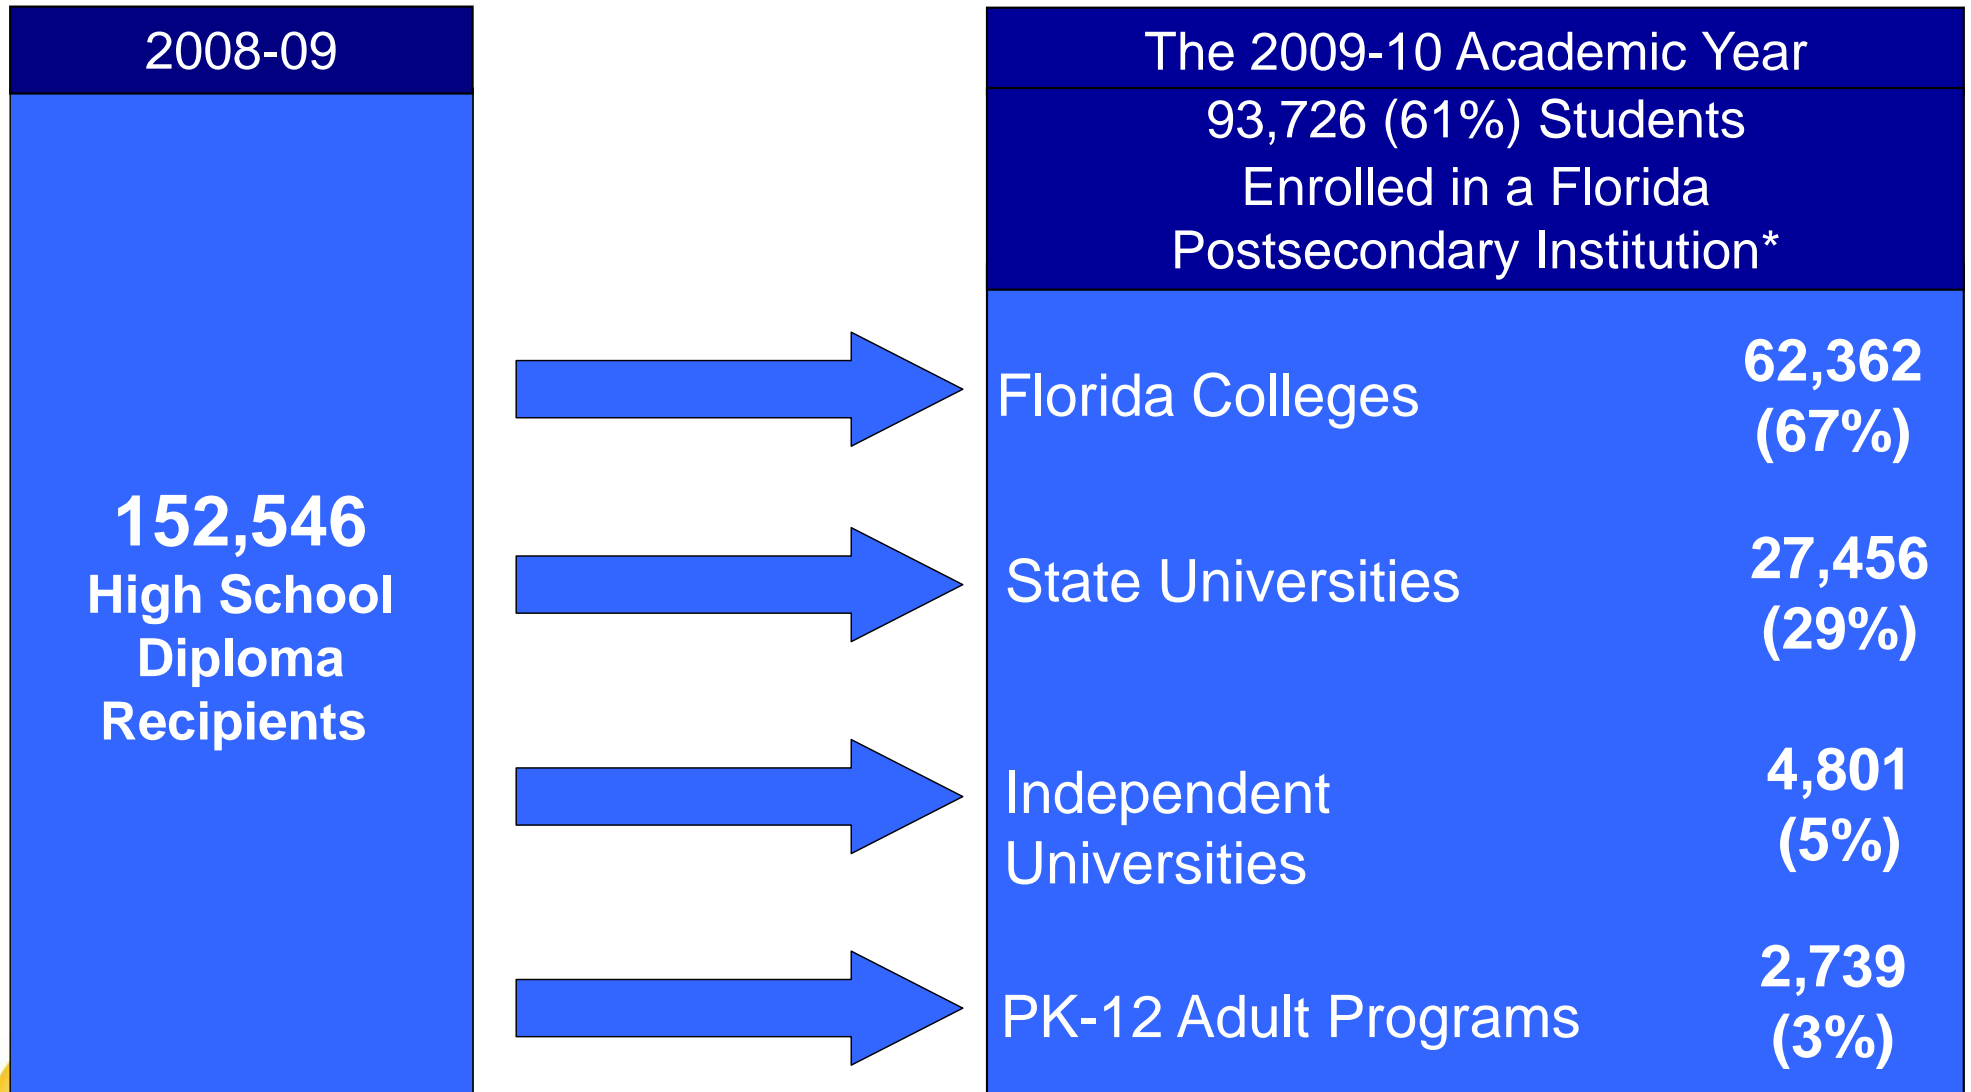 2008-09
152,546
High School
Diploma
Recipients
The 2009-10 Academic Year
93,726 (61%) Students
Enrolled in a Florida
Postsecondary Institution*
Florida Colleges
62,362
(67%)
State Universities
27,456
(29%)
Independent
Universities
4,801
(5%)
PK-12 Adult Programs
2,739
(3%)